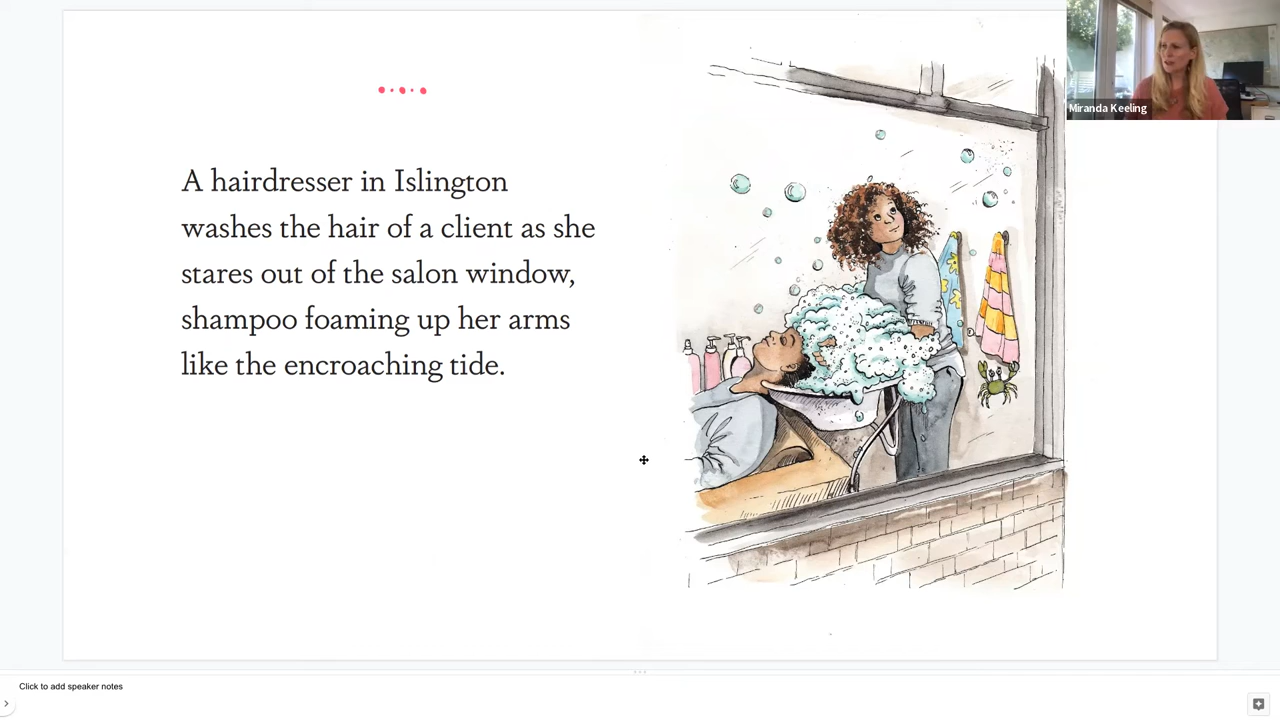 Miranda Keeling
A hairdresser in Islington
washes the hair of a client as she
stares out of the salon window,
shampoo foaming up her arms
like the encroaching tide.
Click to add speaker notes